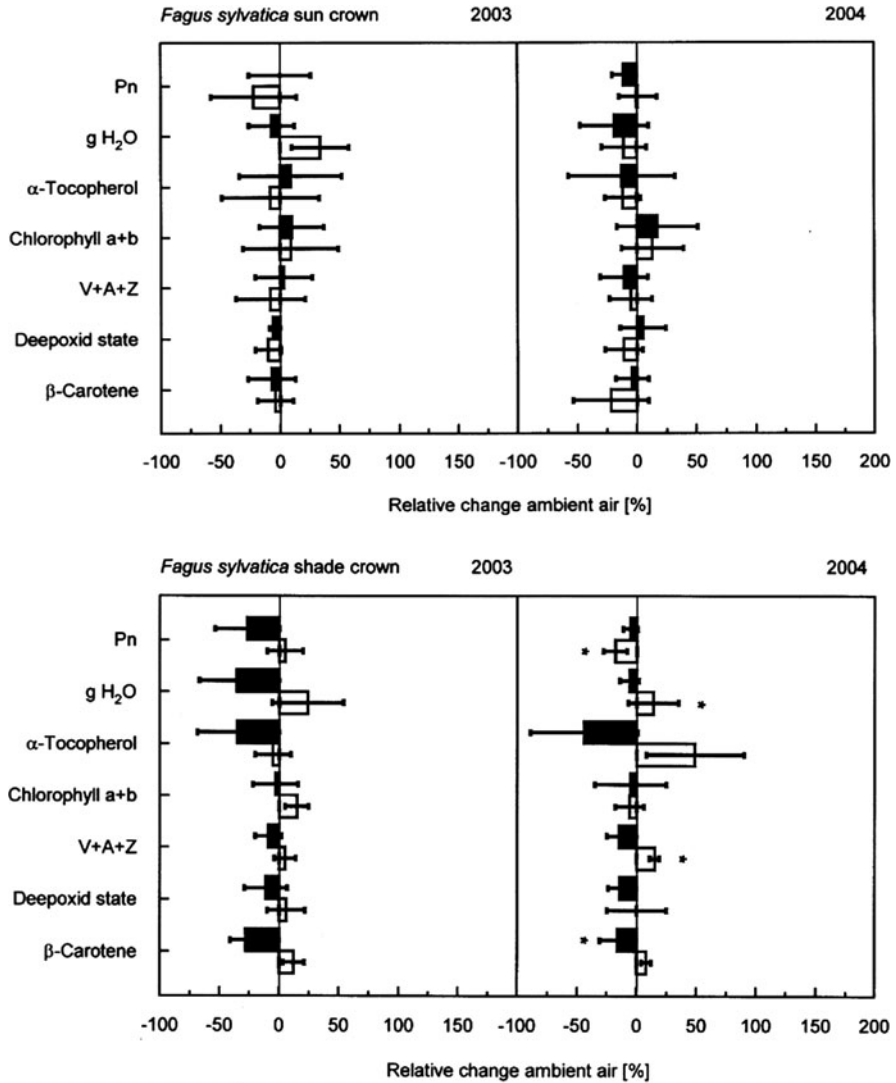 Fagus sylvatica sun crown 2003 2004
Pn
g H₂O
α-Tocopherol
Chlorophyll a+b
V+A+Z
Deepoxid state
β-Carotene
-100 -50 0 50 100 150 -100 -50 0 50 100 150 200
Relative change ambient air [%]
Fagus sylvatica shade crown 2003 2004
Pn
g H₂O
α-Tocopherol
Chlorophyll a+b
V+A+Z
Deepoxid state
β-Carotene
-100 -50 0 50 100 150 -100 -50 0 50 100 150 200
Relative change ambient air [%]